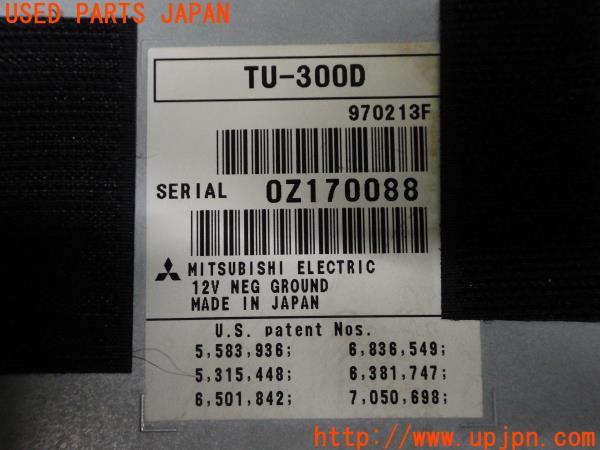 USED PARTS JAPAN
TU-300D
970213F
SERIAL 0Z170088
MITSUBISHI ELECTRIC
12V NEG GROUND
MADE IN JAPAN
U.S. patent Nos.
5,583,936; 6,836,549;
5,315,448; 6,381,747;
6,501,842; 7,050,698;
http://www.upjpn.com